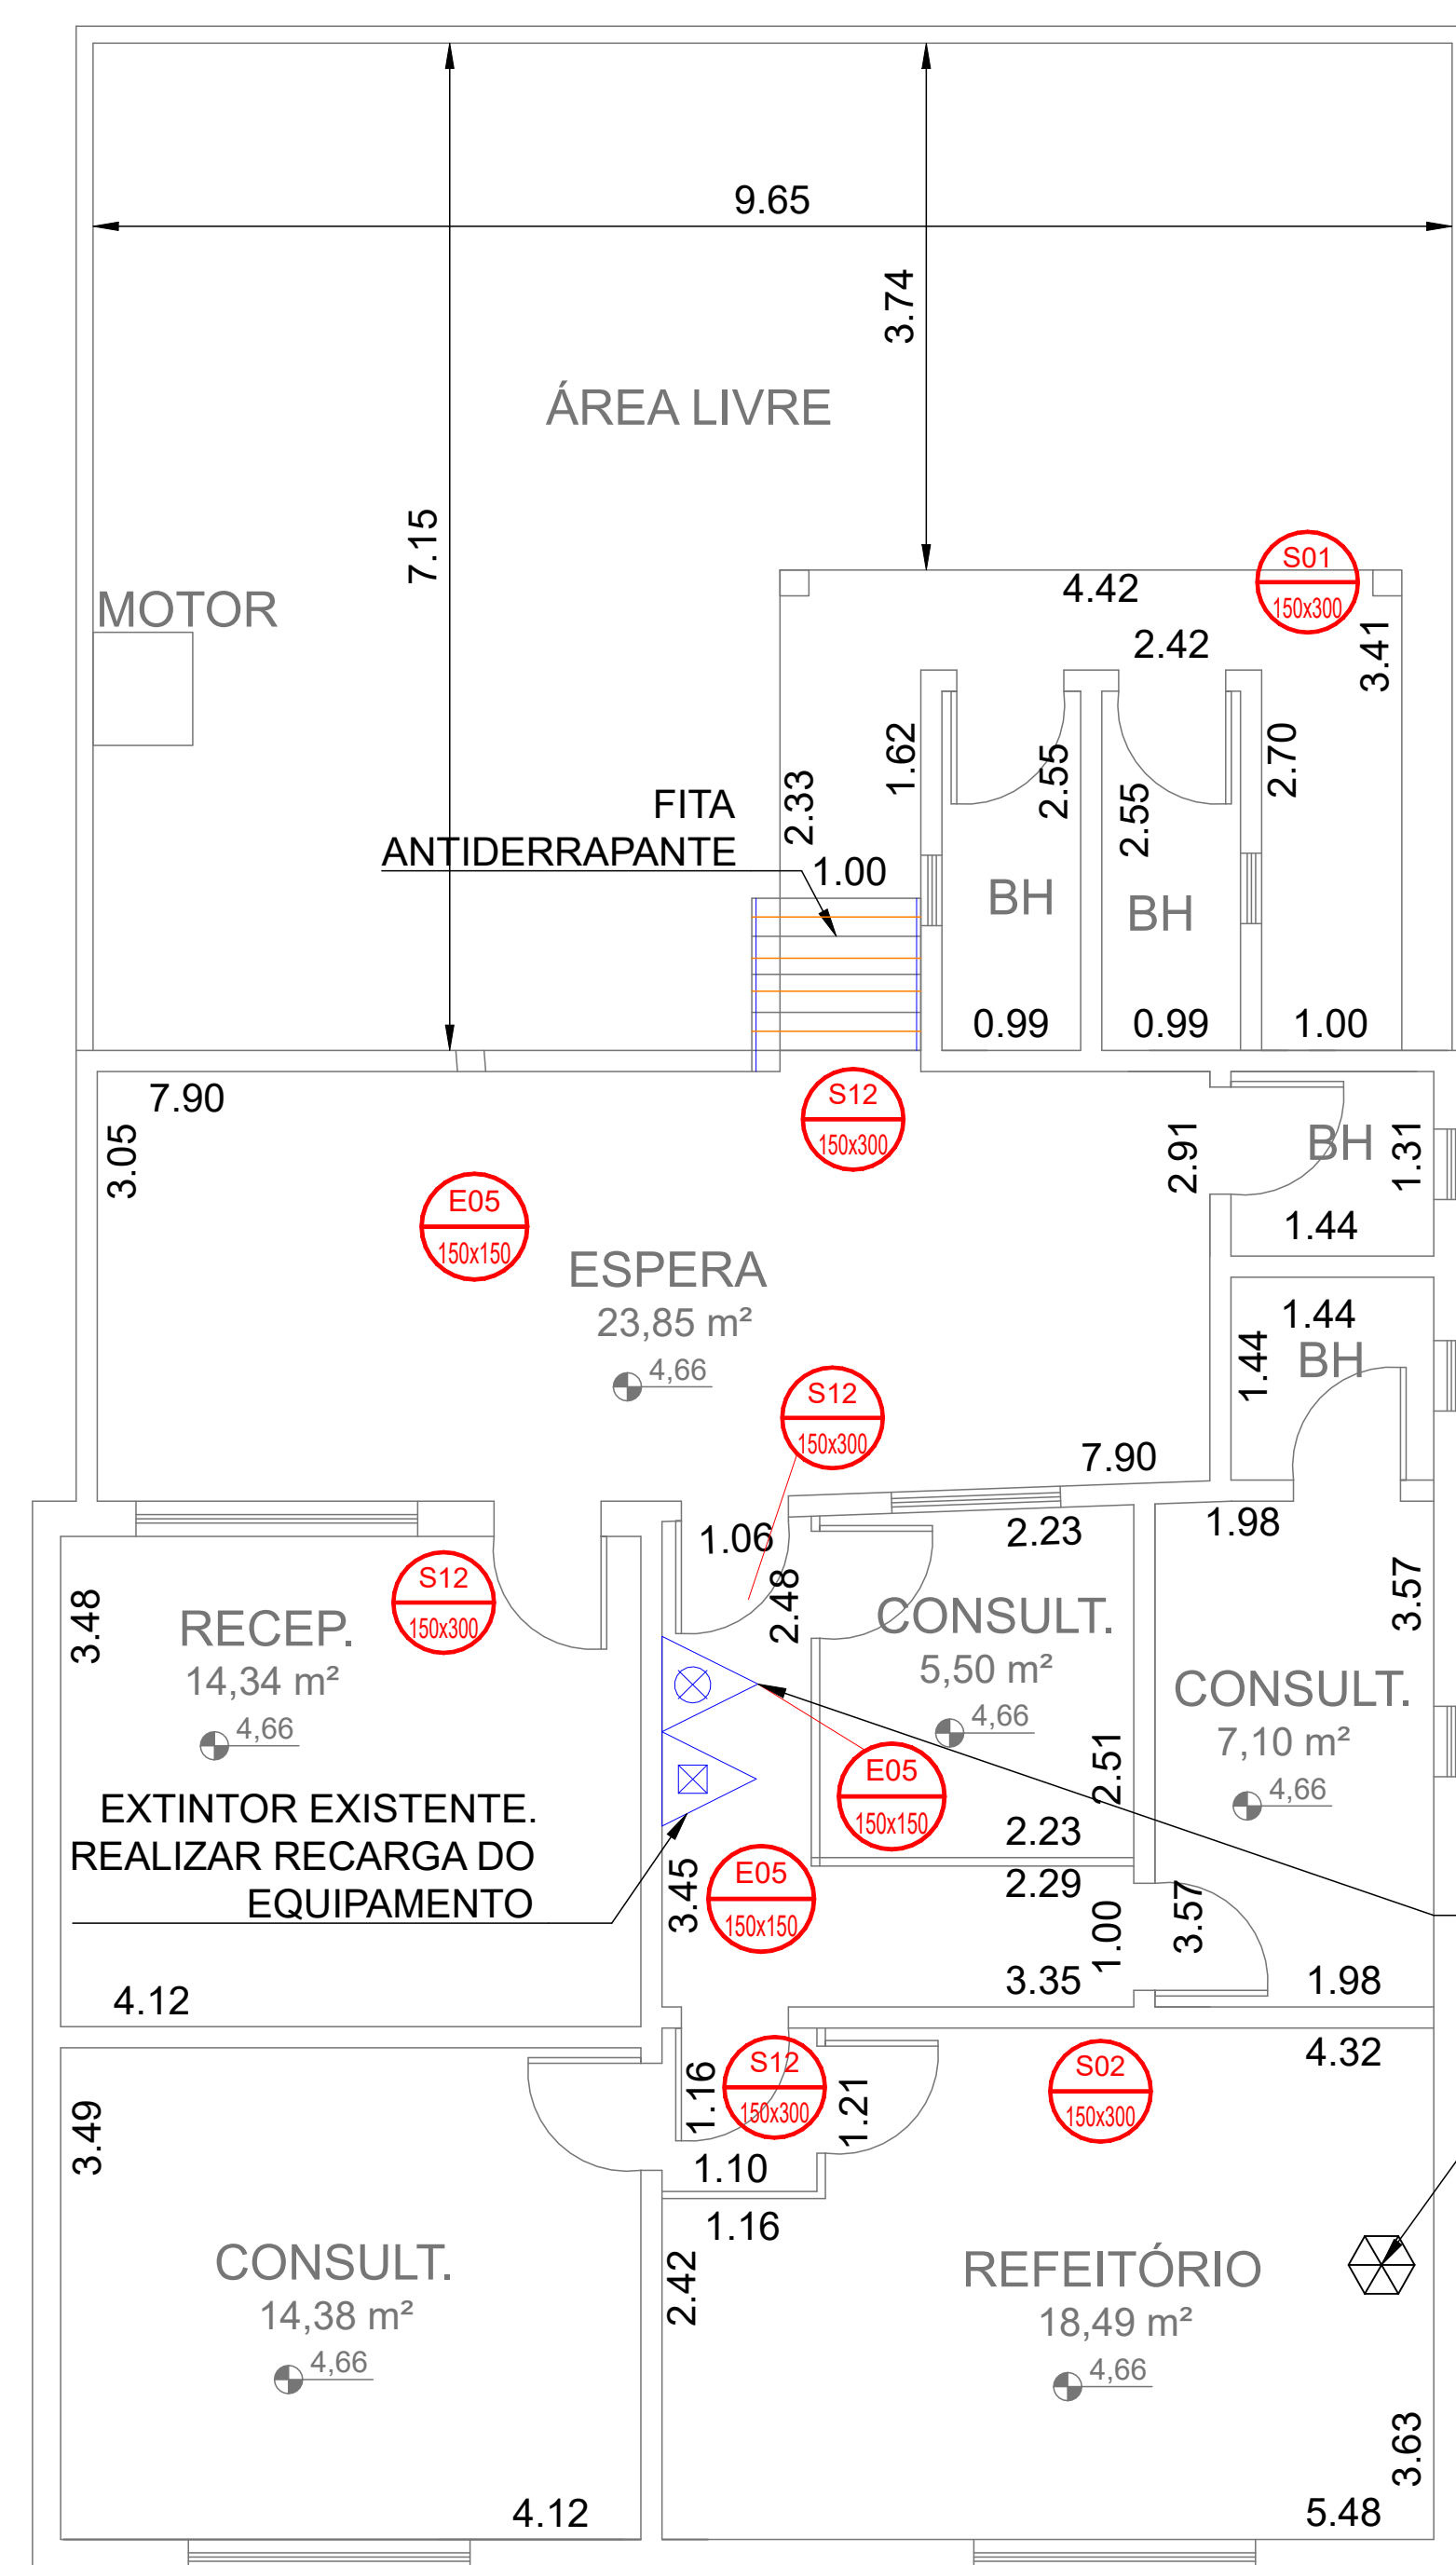 9.65
3.74
ÁREA LIVRE
7.15
MOTOR
S01
150x300
4.42
2.42
3.41
1.62
2.55
2.55
2.70
2.33
FITA
ANTIDERRAPANTE
1.00
BH
BH
0.99
0.99
1.00
7.90
3.05
S12
150x300
2.91
BH
1.31
1.44
E05
150x150
ESPERA
23,85 m²
4,66
1.44
1.44
BH
S12
150x300
7.90
1.06
2.23
1.98
3.48
S12
150x300
2.48
3.57
RECEP.
14,34 m²
4,66
CONSULT.
5,50 m²
4,66
CONSULT.
7,10 m²
4,66
EXTINTOR EXISTENTE.
REALIZAR RECARGA DO
EQUIPAMENTO
E05
150x150
2.51
2.23
3.45
E05
150x150
2.29
1.00
3.57
4.12
3.35
1.98
3.49
1.16
S12
150x300
1.21
S02
150x300
4.32
1.10
1.16
CONSULT.
14,38 m²
4,66
2.42
REFEITÓRIO
18,49 m²
4,66
3.63
4.12
5.48